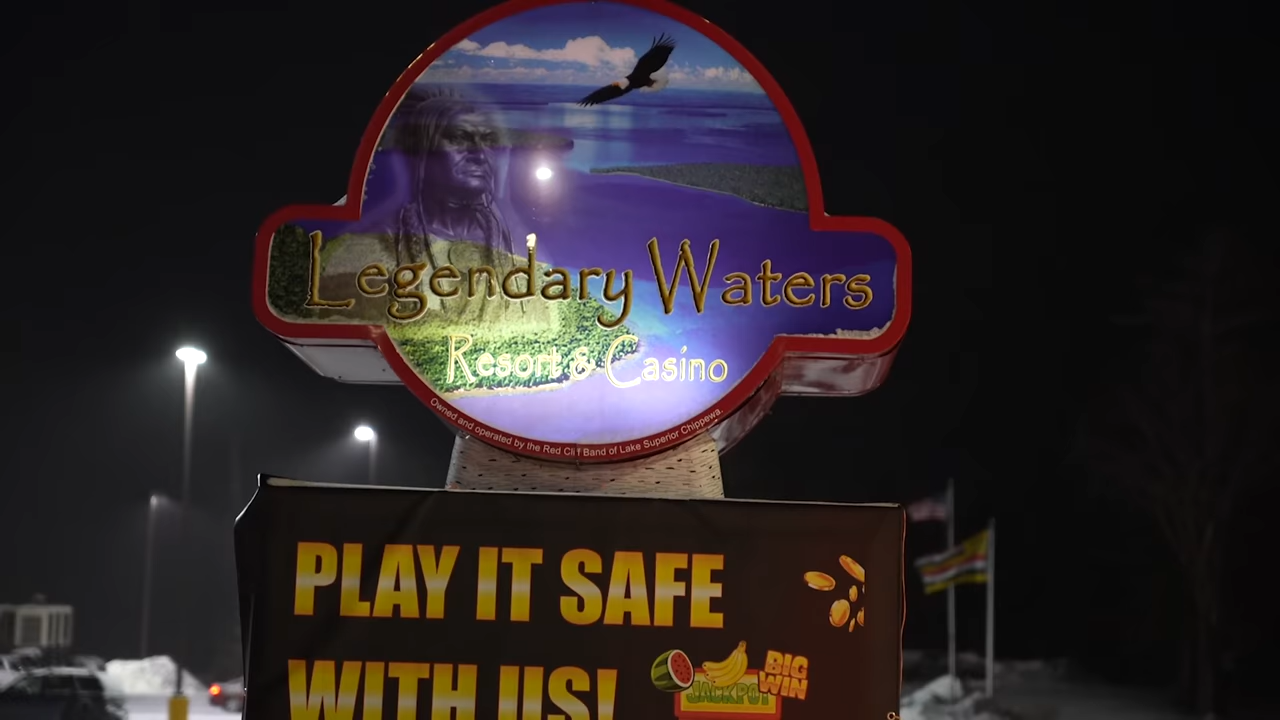 Legendary Waters
Resort & Casino
Owned and operated by the Red Cliff Band of Lake Superior Chippewa.
PLAY IT SAFE
WITH US!
BIG
WIN
JACKPOT